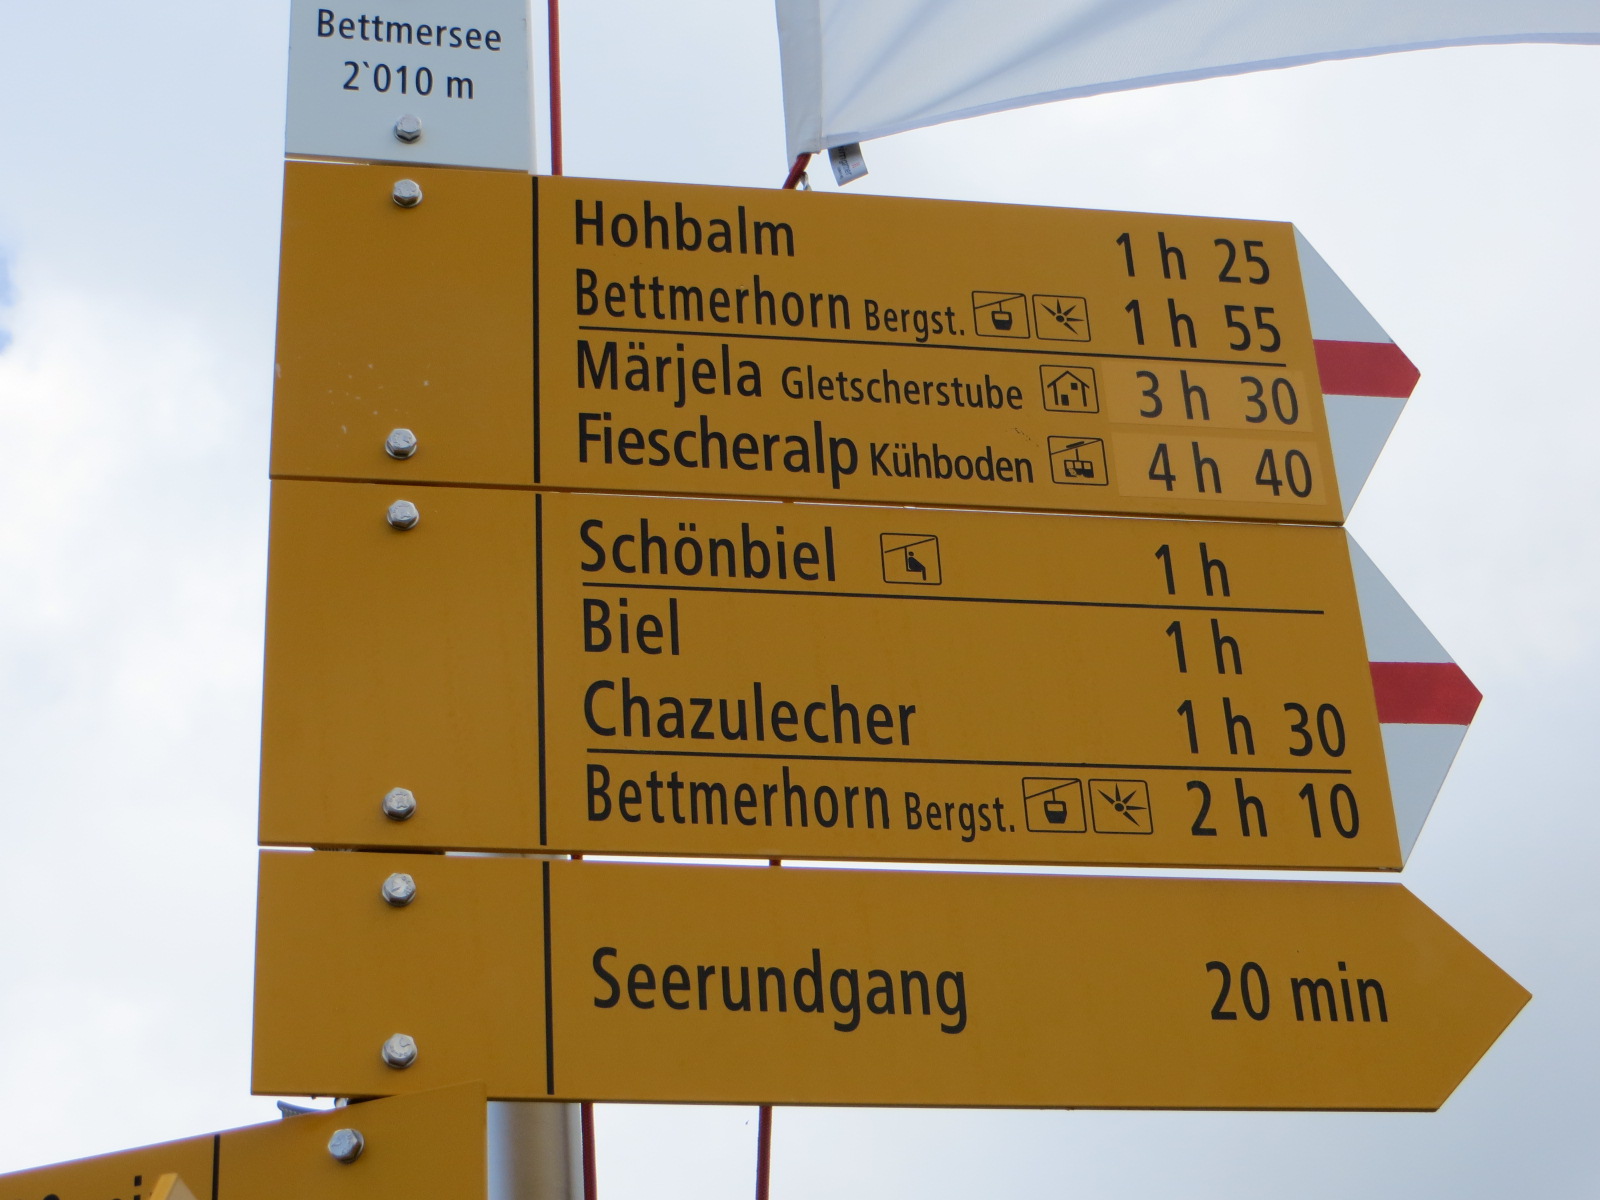 Bettmersee
2`010 m
Hohbalm 1 h 25
Bettmerhorn Bergst. 1 h 55
Märjela Gletscherstube 3 h 30
Fiescheralp Kühboden 4 h 40
Schönbiel 1 h
Biel 1 h
Chazulecher 1 h 30
Bettmerhorn Bergst. 2 h 10
Seerundgang 20 min